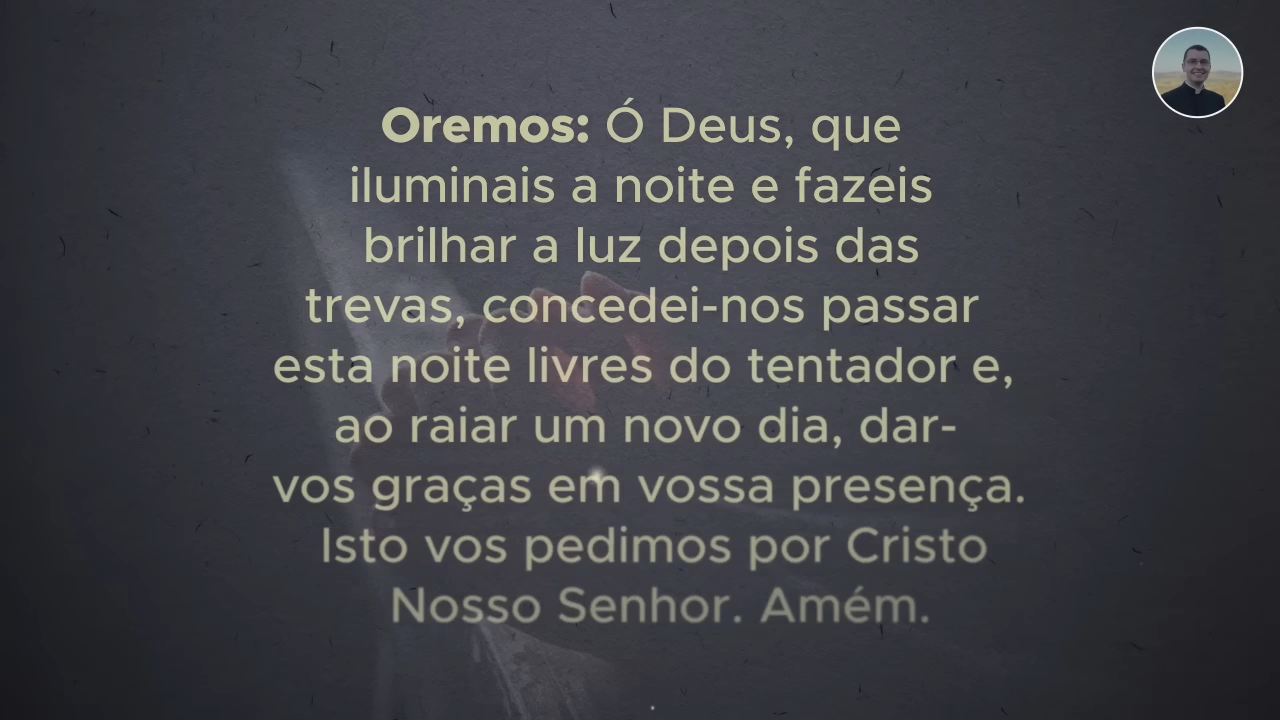 Oremos: Ó Deus, que
iluminais a noite e fazeis
brilhar a luz depois das
trevas, concedei-nos passar
esta noite livres do tentador e,
ao raiar um novo dia, dar-
vos graças em vossa presença.
Isto vos pedimos por Cristo
Nosso Senhor. Amém.